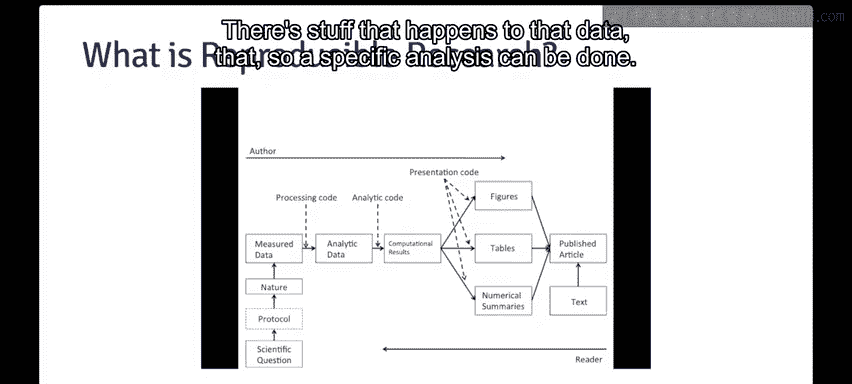 There's stuff that happens to that data,
that, so a specific analysis can be done.
What is Reproducible Research?
Author
Presentation code
Processing code
Analytic code
Figures
Measured
Data
Analytic
Data
Computational
Results
Tables
Published
Article
Nature
Numerical
Summaries
Text
Protocol
Scientific
Question
Reader